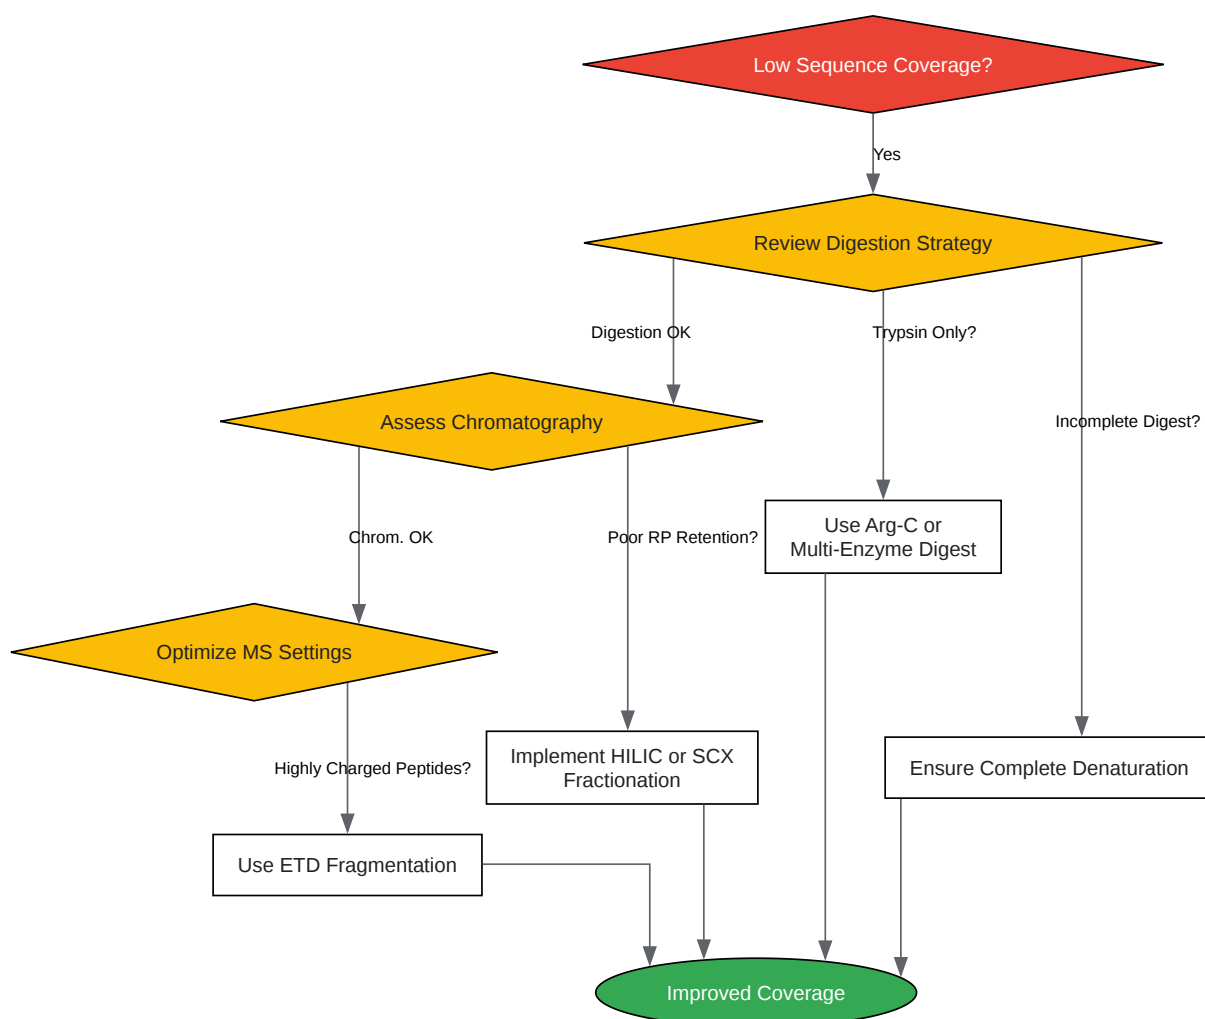 Low Sequence Coverage?
Yes
Review Digestion Strategy
Digestion OK
Trypsin Only?
Assess Chromatography
Incomplete Digest?
Use Arg-C or
Multi-Enzyme Digest
Chrom. OK
Poor RP Retention?
Optimize MS Settings
Implement HILIC or SCX
Fractionation
Highly Charged Peptides?
Ensure Complete Denaturation
Use ETD Fragmentation
Improved Coverage